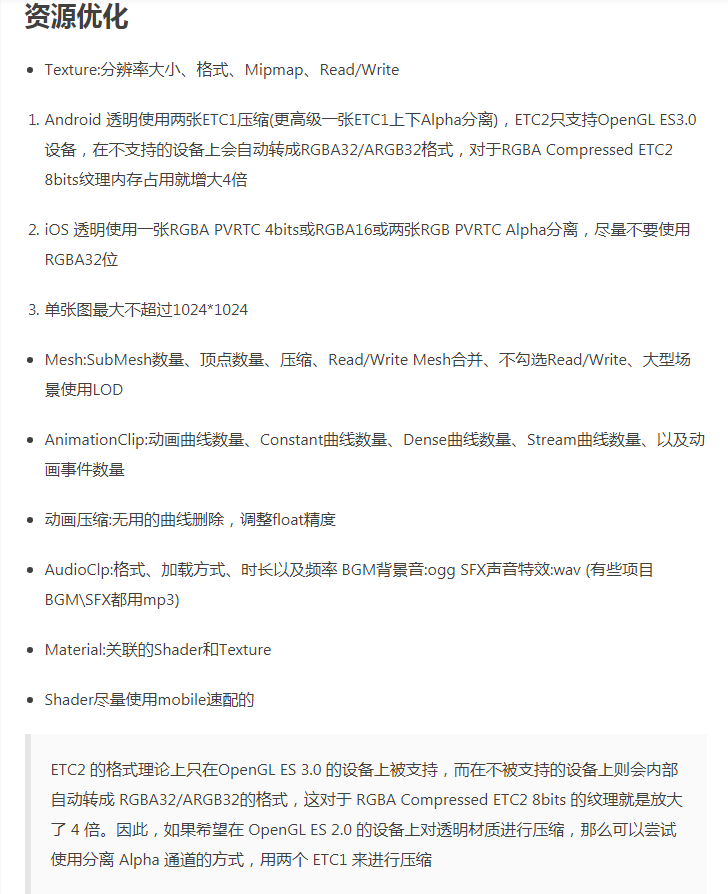 资源优化
Texture:分辨率大小、格式、Mipmap、Read/Write
1. Android 透明使用两张ETC1压缩(更高级一张ETC1上下Alpha分离)，ETC2只支持OpenGL ES3.0
设备，在不支持的设备上会自动转成RGBA32/ARGB32格式，对于RGBA Compressed ETC2
8bits纹理内存占用就增大4倍
2. iOS 透明使用一张RGBA PVRTC 4bits或RGBA16或两张RGB PVRTC Alpha分离，尽量不要使用
RGBA32位
3. 单张图最大不超过1024*1024
Mesh:SubMesh数量、顶点数量、压缩、Read/Write Mesh合并、不勾选Read/Write、大型场
景使用LOD
AnimationClip:动画曲线数量、Constant曲线数量、Dense曲线数量、Stream曲线数量、以及动
画事件数量
动画压缩:无用的曲线删除，调整float精度
AudioClp:格式、加载方式、时长以及频率 BGM背景音:ogg SFX声音特效:wav (有些项目
BGM\SFX都用mp3)
Material:关联的Shader和Texture
Shader尽量使用mobile速配的
ETC2 的格式理论上只在OpenGL ES 3.0 的设备上被支持，而在不被支持的设备上则会内部
自动转成 RGBA32/ARGB32的格式，这对于 RGBA Compressed ETC2 8bits 的纹理就是放大
了 4 倍。因此，如果希望在 OpenGL ES 2.0 的设备上对透明材质进行压缩，那么可以尝试
使用分离 Alpha 通道的方式，用两个 ETC1 来进行压缩